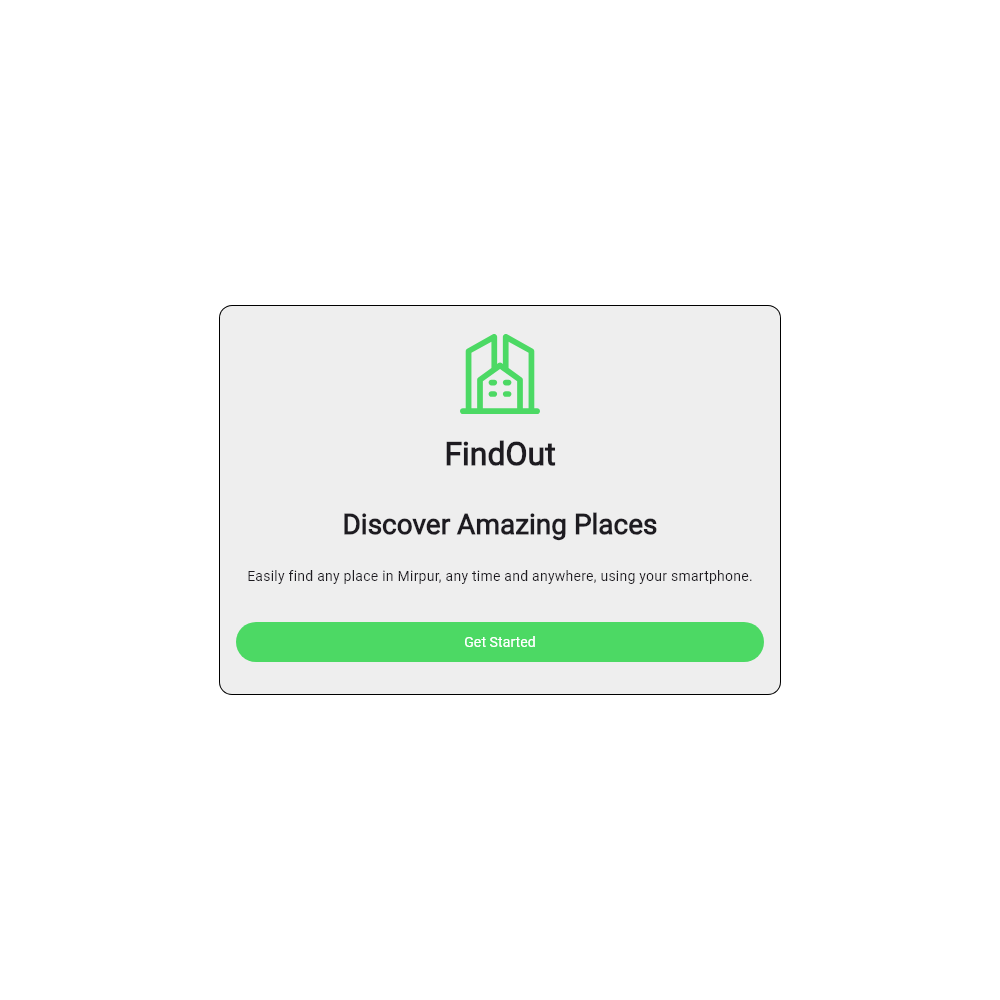 FindOut
Discover Amazing Places
Easily find any place in Mirpur, any time and anywhere, using your smartphone.
Get Started